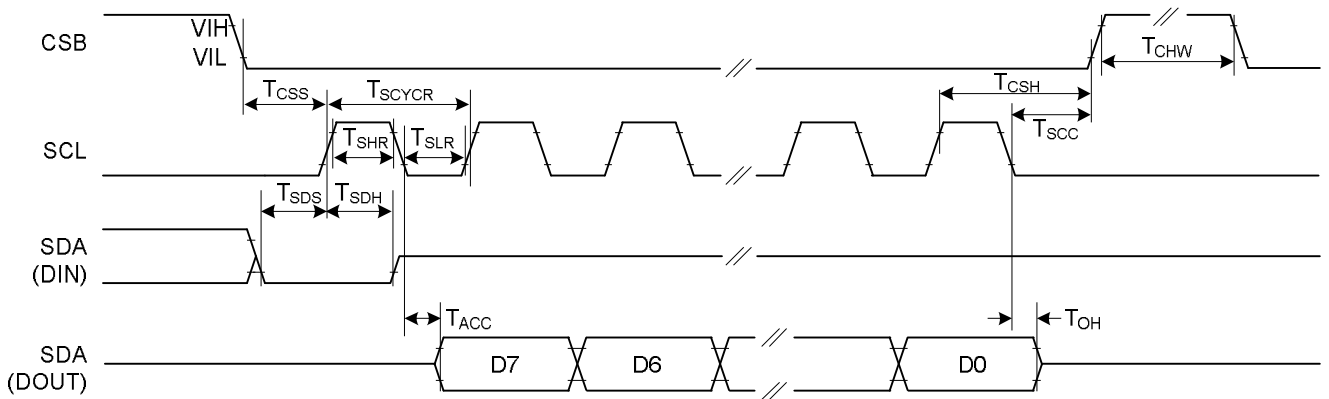 CSB
VIH
VIL
TCHW
TCSS
TSCYCR
TCSH
TSCC
SCL
TSHR
TSLR
TSDS
TSDH
SDA
(DIN)
TACC
TOH
SDA
(DOUT)
D7
D6
D0